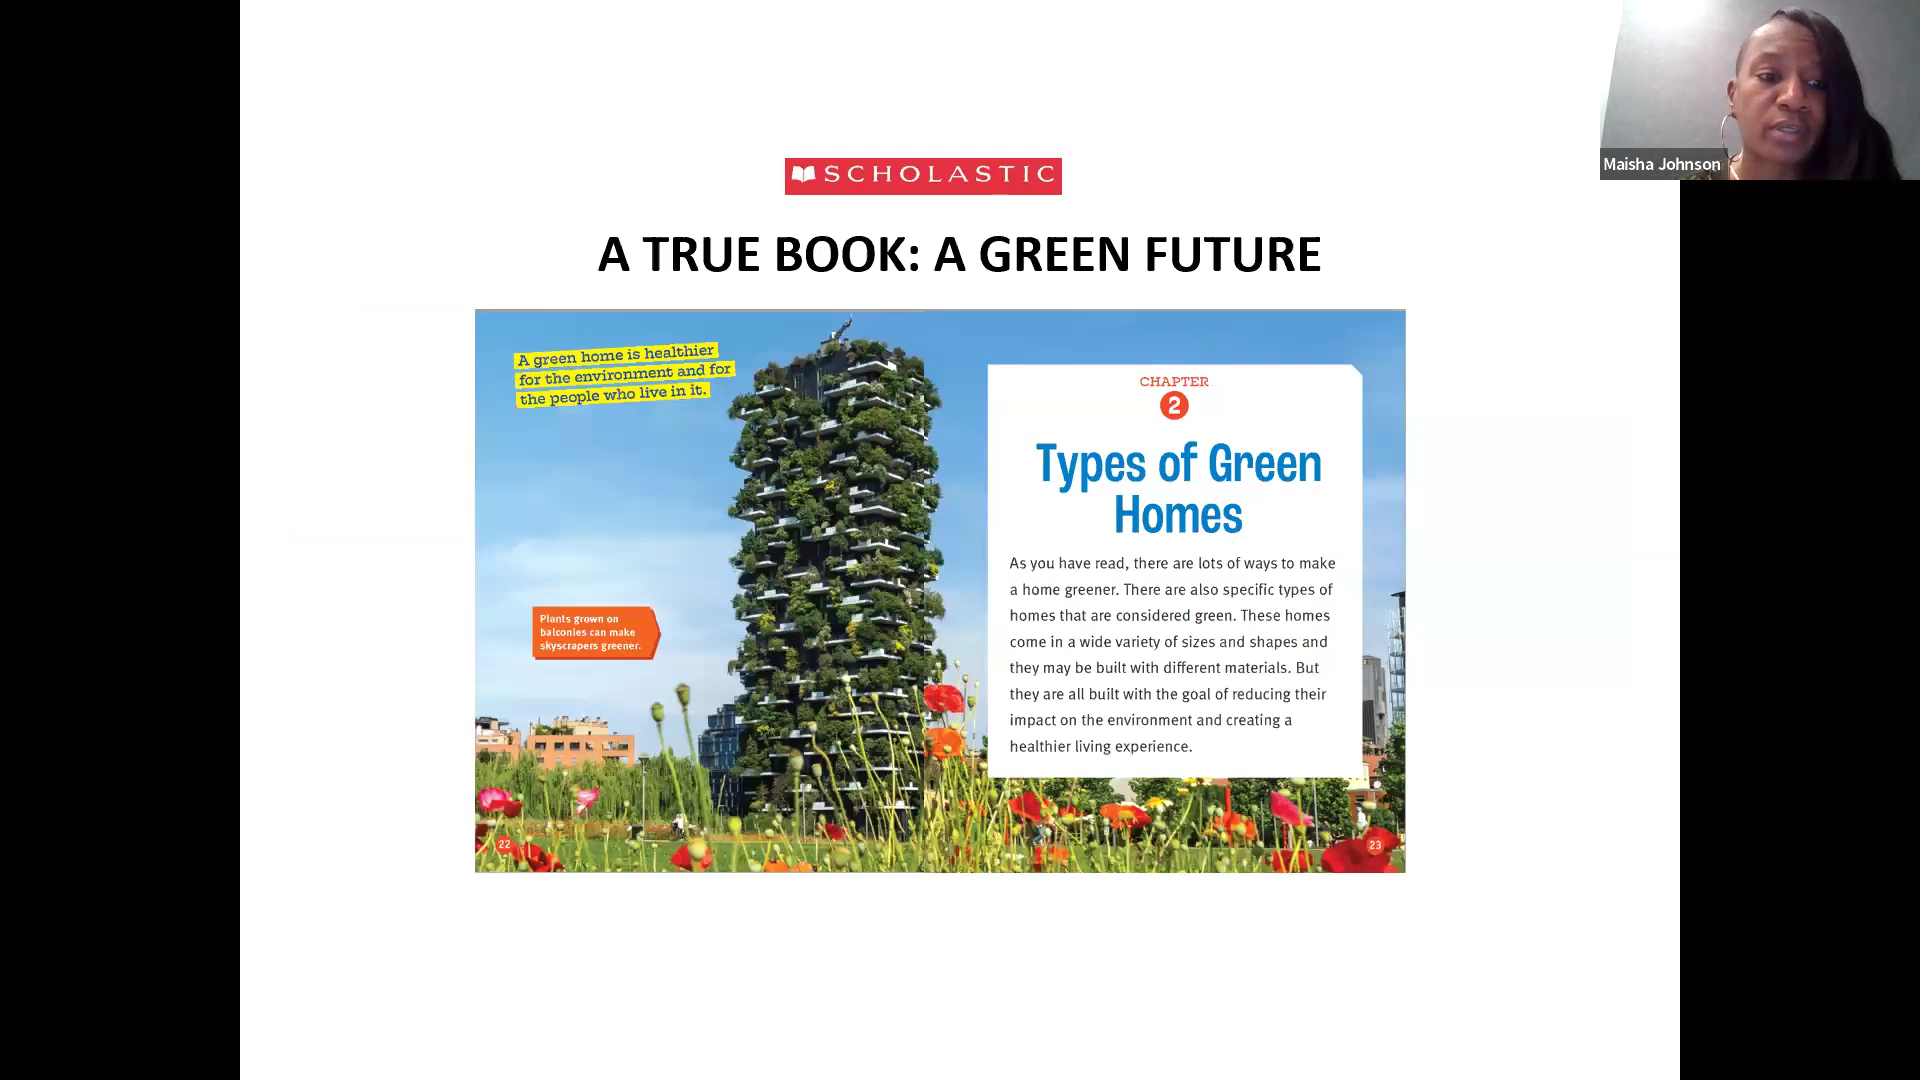 SCHOLASTIC
Maisha Johnson
A TRUE BOOK: A GREEN FUTURE
A green home is healthier
for the environment and for
the people who live in it.
Plants grown on
balconies can make
skyscrapers greener.
22
CHAPTER
2
Types of Green
Homes
As you have read, there are lots of ways to make
a home greener. There are also specific types of
homes that are considered green. These homes
come in a wide variety of sizes and shapes and
they may be built with different materials. But
they are all built with the goal of reducing their
impact on the environment and creating a
healthier living experience.
23